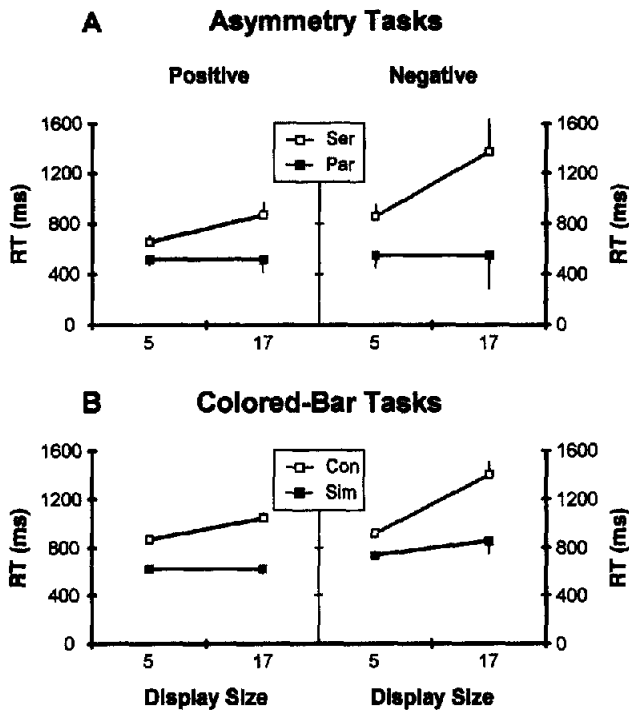 A Asymmetry Tasks
Positive Negative
1600 1600
Ser
Par
1200 1200
800 800
400 400
0 0
RT (ms) RT (ms)
5 17 5 17
B Colored-Bar Tasks
1600 1600
Con
Sim
1200 1200
800 800
400 400
0 0
RT (ms) RT (ms)
5 17 5 17
Display Size Display Size